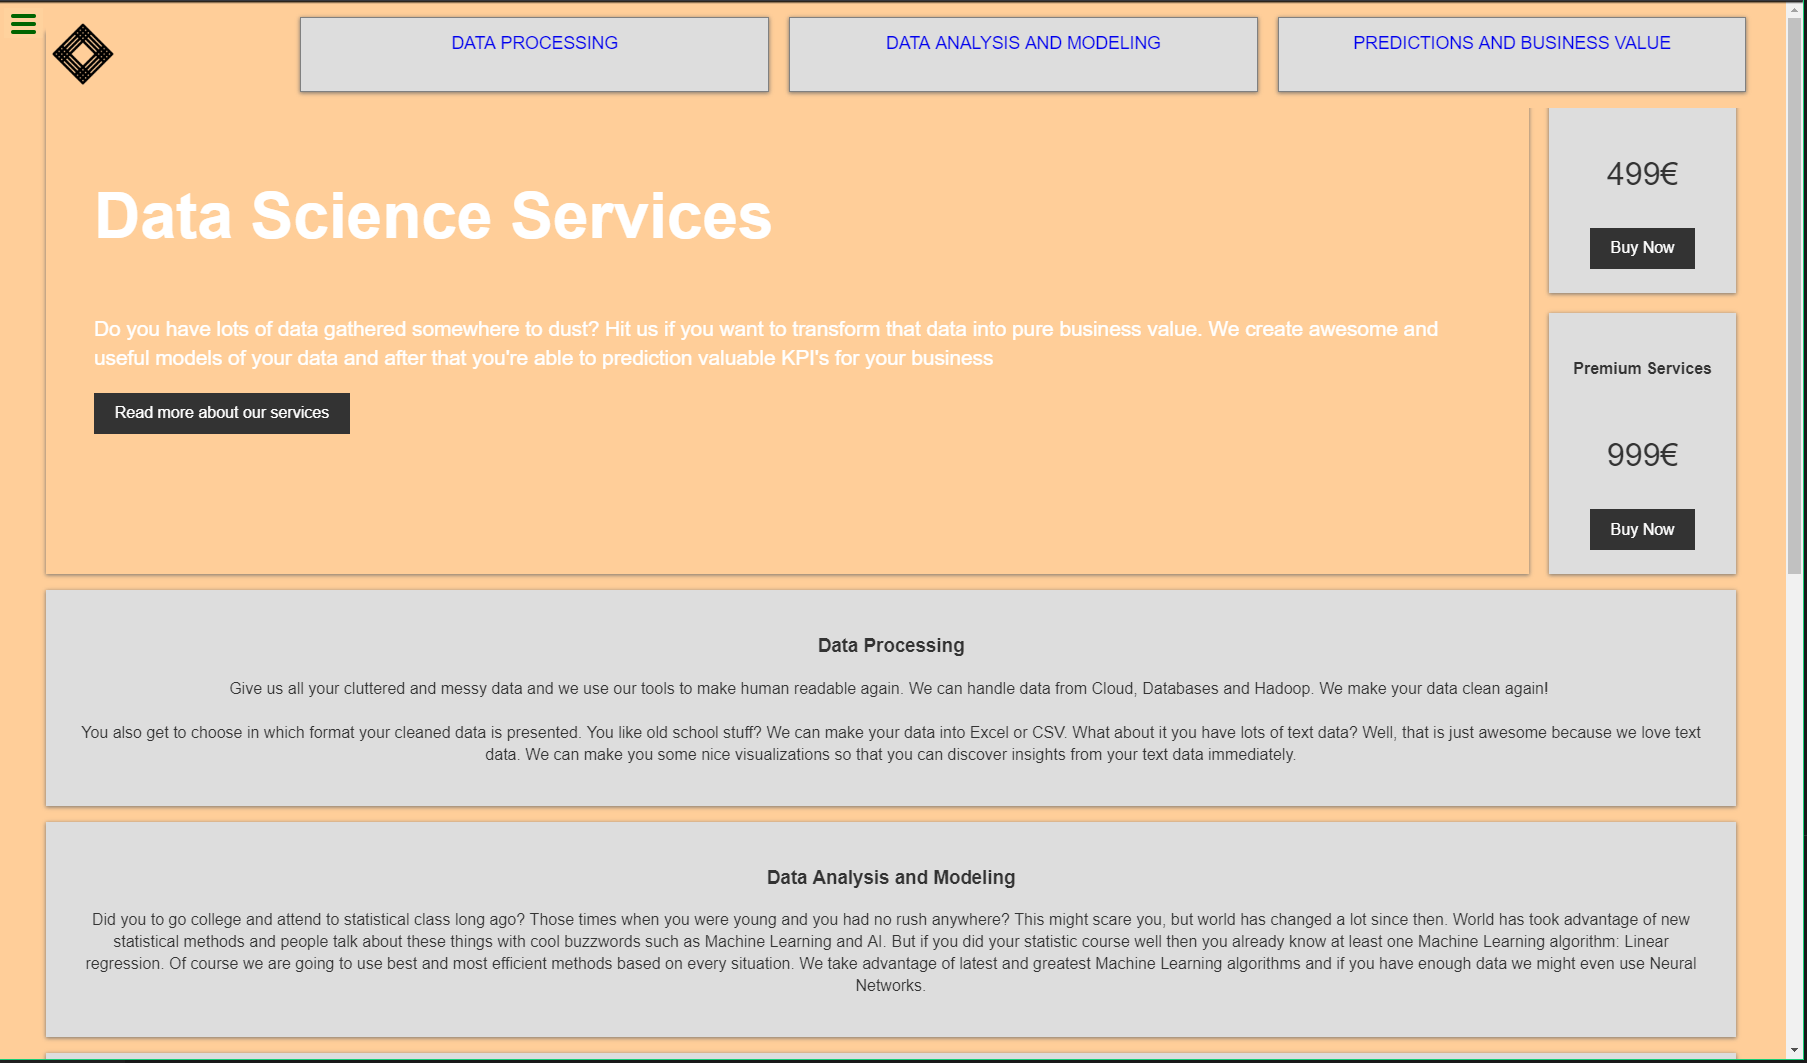 DATA PROCESSING
DATA ANALYSIS AND MODELING
PREDICTIONS AND BUSINESS VALUE
Data Science Services
Do you have lots of data gathered somewhere to dust? Hit us if you want to transform that data into pure business value. We create awesome and
useful models of your data and after that you're able to prediction valuable KPI's for your business
Read more about our services
499€
Buy Now
Premium Services
999€
Buy Now
Data Processing
Give us all your cluttered and messy data and we use our tools to make human readable again. We can handle data from Cloud, Databases and Hadoop. We make your data clean again!
You also get to choose in which format your cleaned data is presented. You like old school stuff? We can make your data into Excel or CSV. What about it you have lots of text data? Well, that is just awesome because we love text
data. We can make you some nice visualizations so that you can discover insights from your text data immediately.
Data Analysis and Modeling
Did you to go college and attend to statistical class long ago? Those times when you were young and you had no rush anywhere? This might scare you, but world has changed a lot since then. World has took advantage of new
statistical methods and people talk about these things with cool buzzwords such as Machine Learning and AI. But if you did your statistic course well then you already know at least one Machine Learning algorithm: Linear
regression. Of course we are going to use best and most efficient methods based on every situation. We take advantage of latest and greatest Machine Learning algorithms and if you have enough data we might even use Neural
Networks.